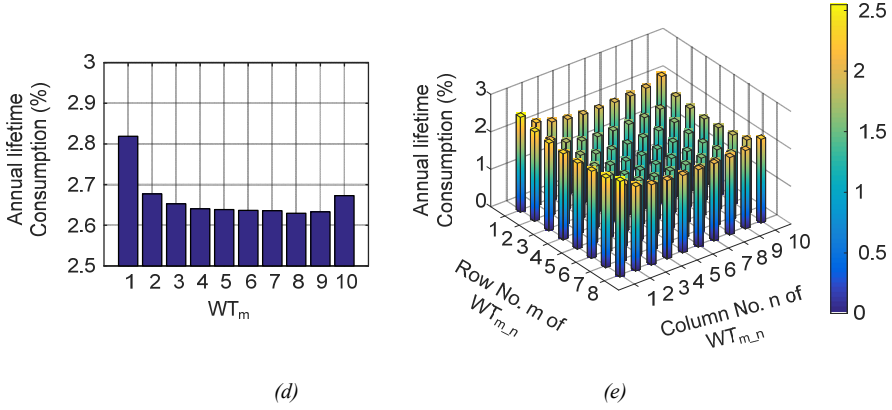 3
2.9
2.8
2.7
2.6
2.5
Annual lifetime
Consumption (%)
1 2 3 4 5 6 7 8 9 10
WTm
(d)
3
2
1
0
Annual lifetime
Consumption (%)
1 2 3 4 5 6 7 8
Row No. m of
WTm_n
1 2 3 4 5 6 7 8 9 10
Column No. n of
WTm_n
2.5
2
1.5
1
0.5
0
(e)